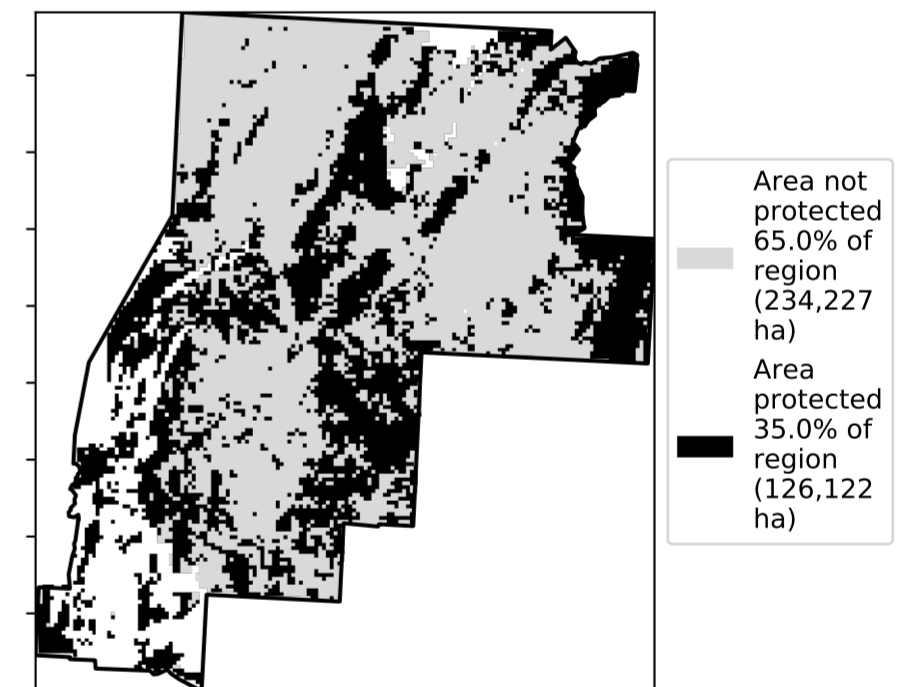 Area not
protected
65.0% of
region
(234,227
ha)
Area
protected
35.0% of
region
(126,122
ha)